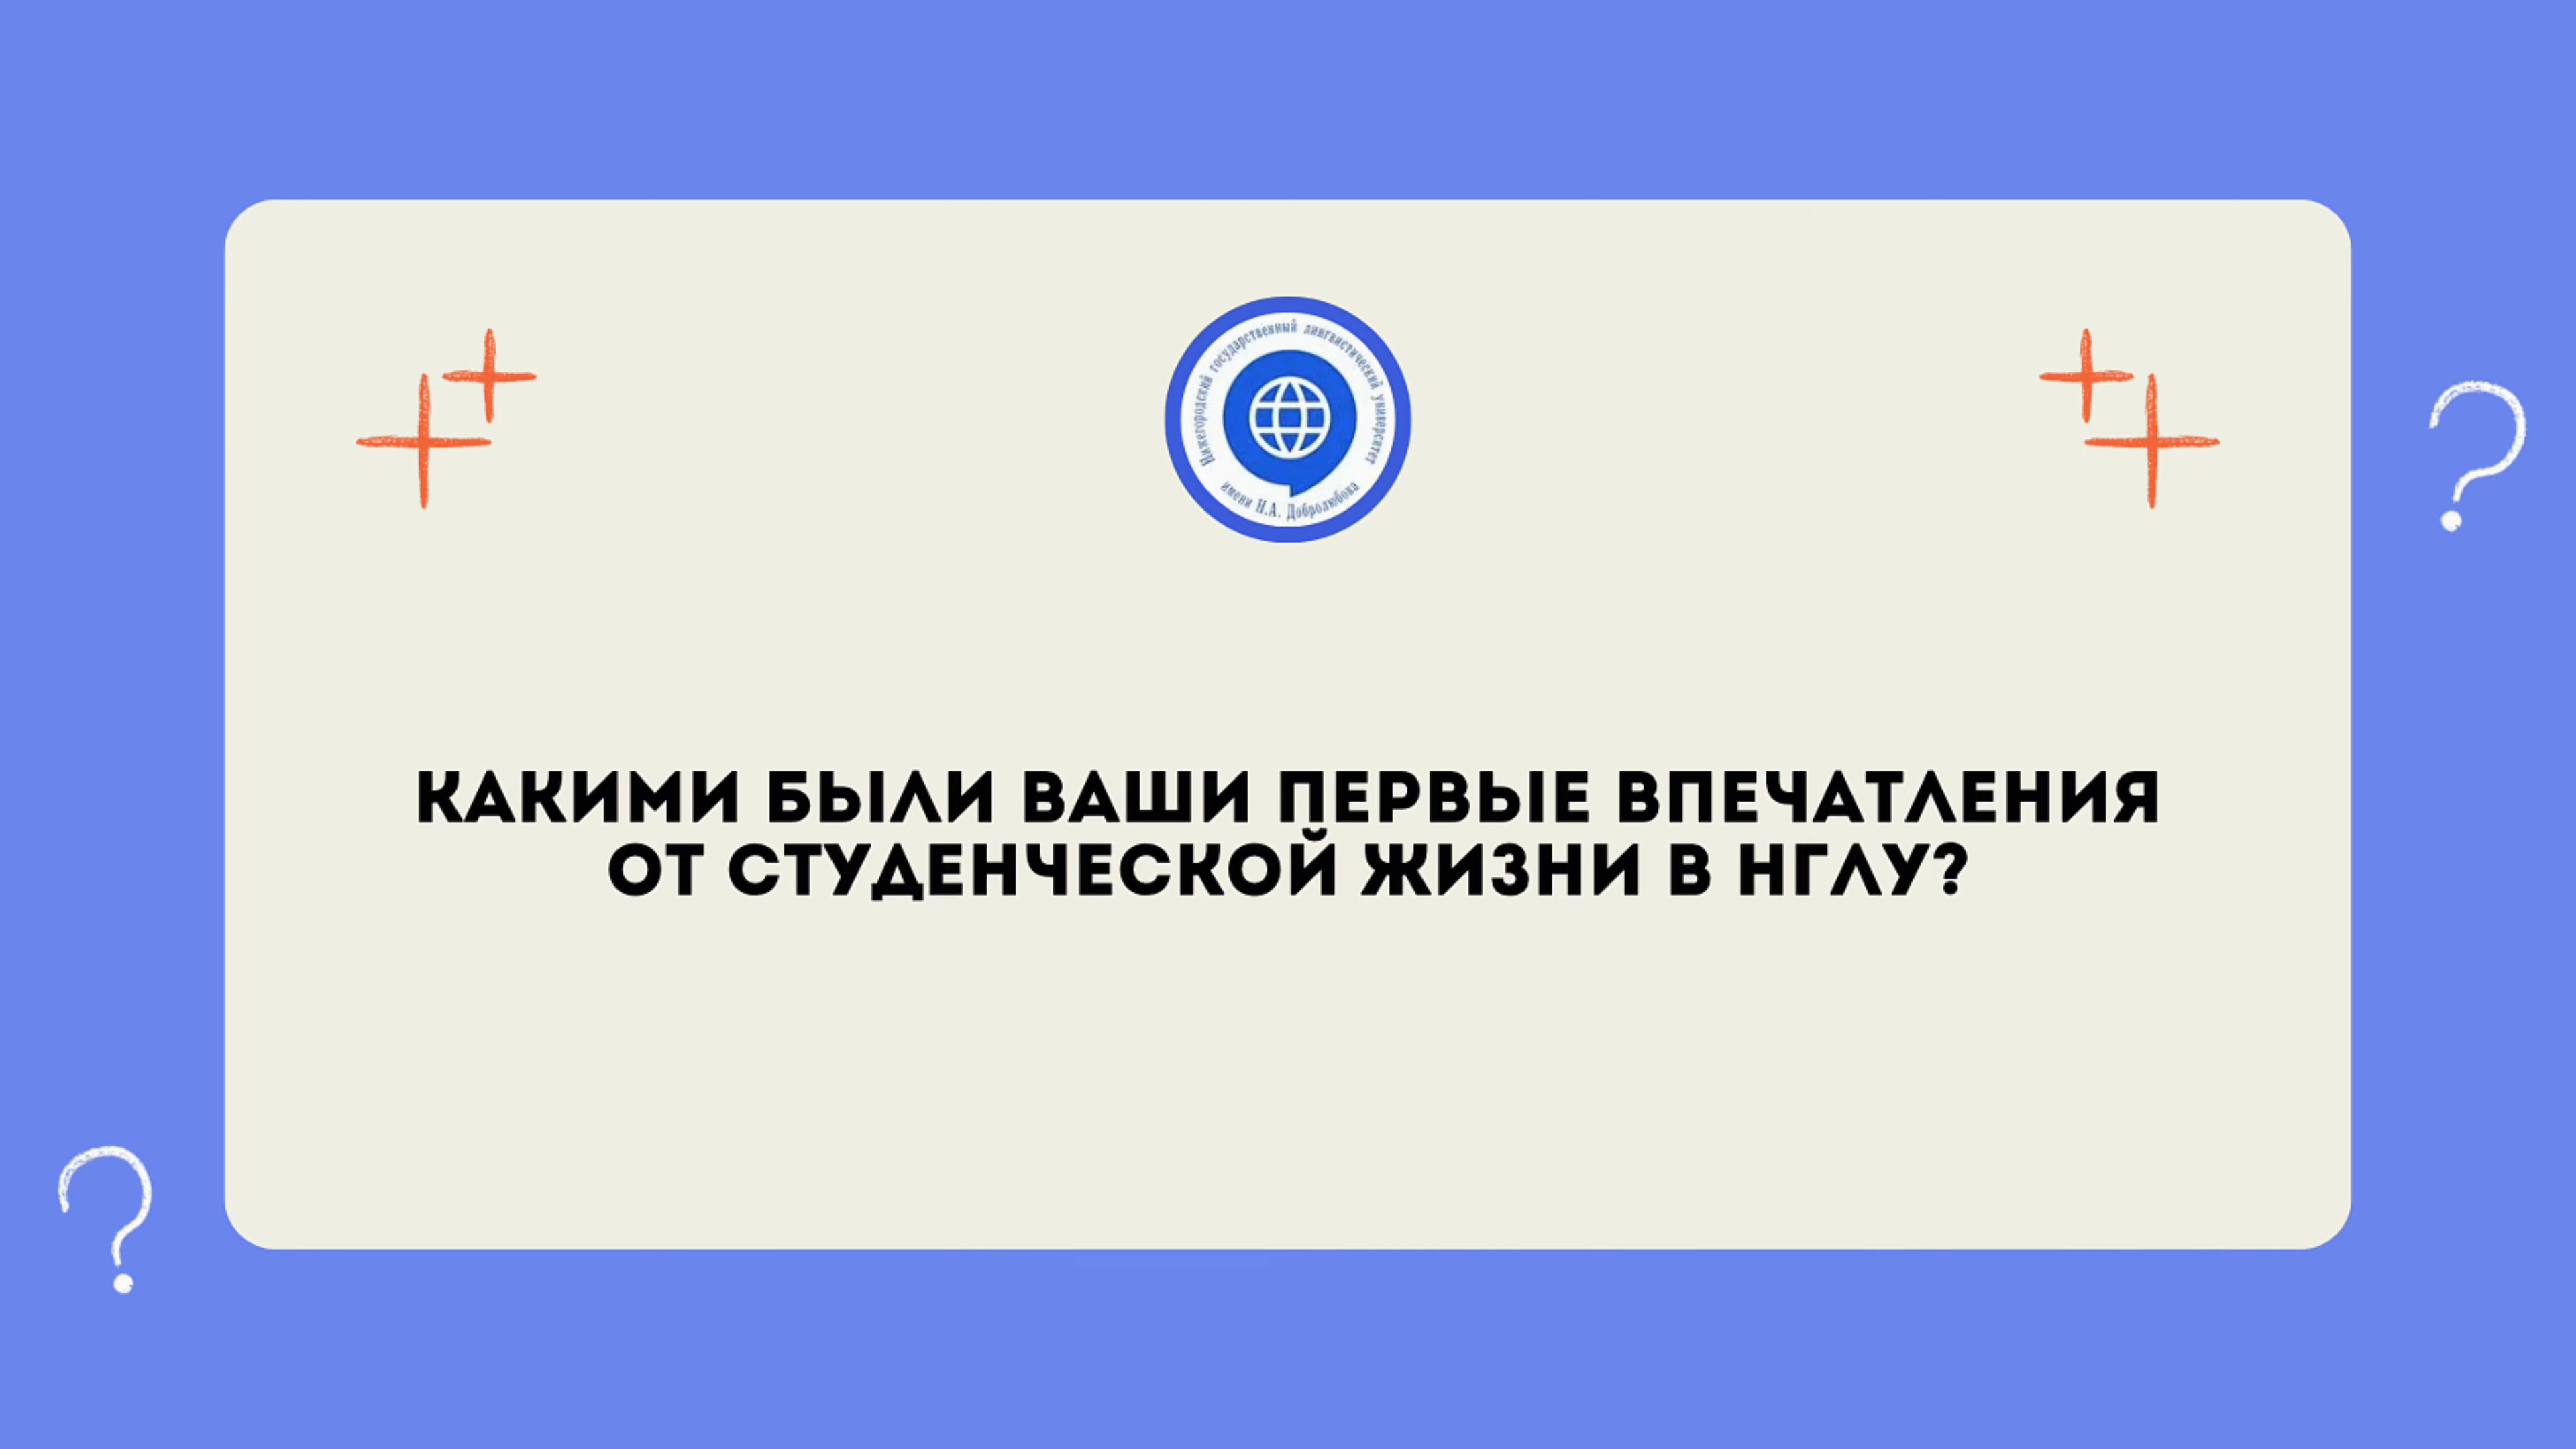 Нижегородский государственный лингвистический университет
имени Н.А. Добролюбова
КАКИМИ БЫЛИ ВАШИ ПЕРВЫЕ ВПЕЧАТЛЕНИЯ
ОТ СТУДЕНЧЕСКОЙ ЖИЗНИ В НГЛУ?